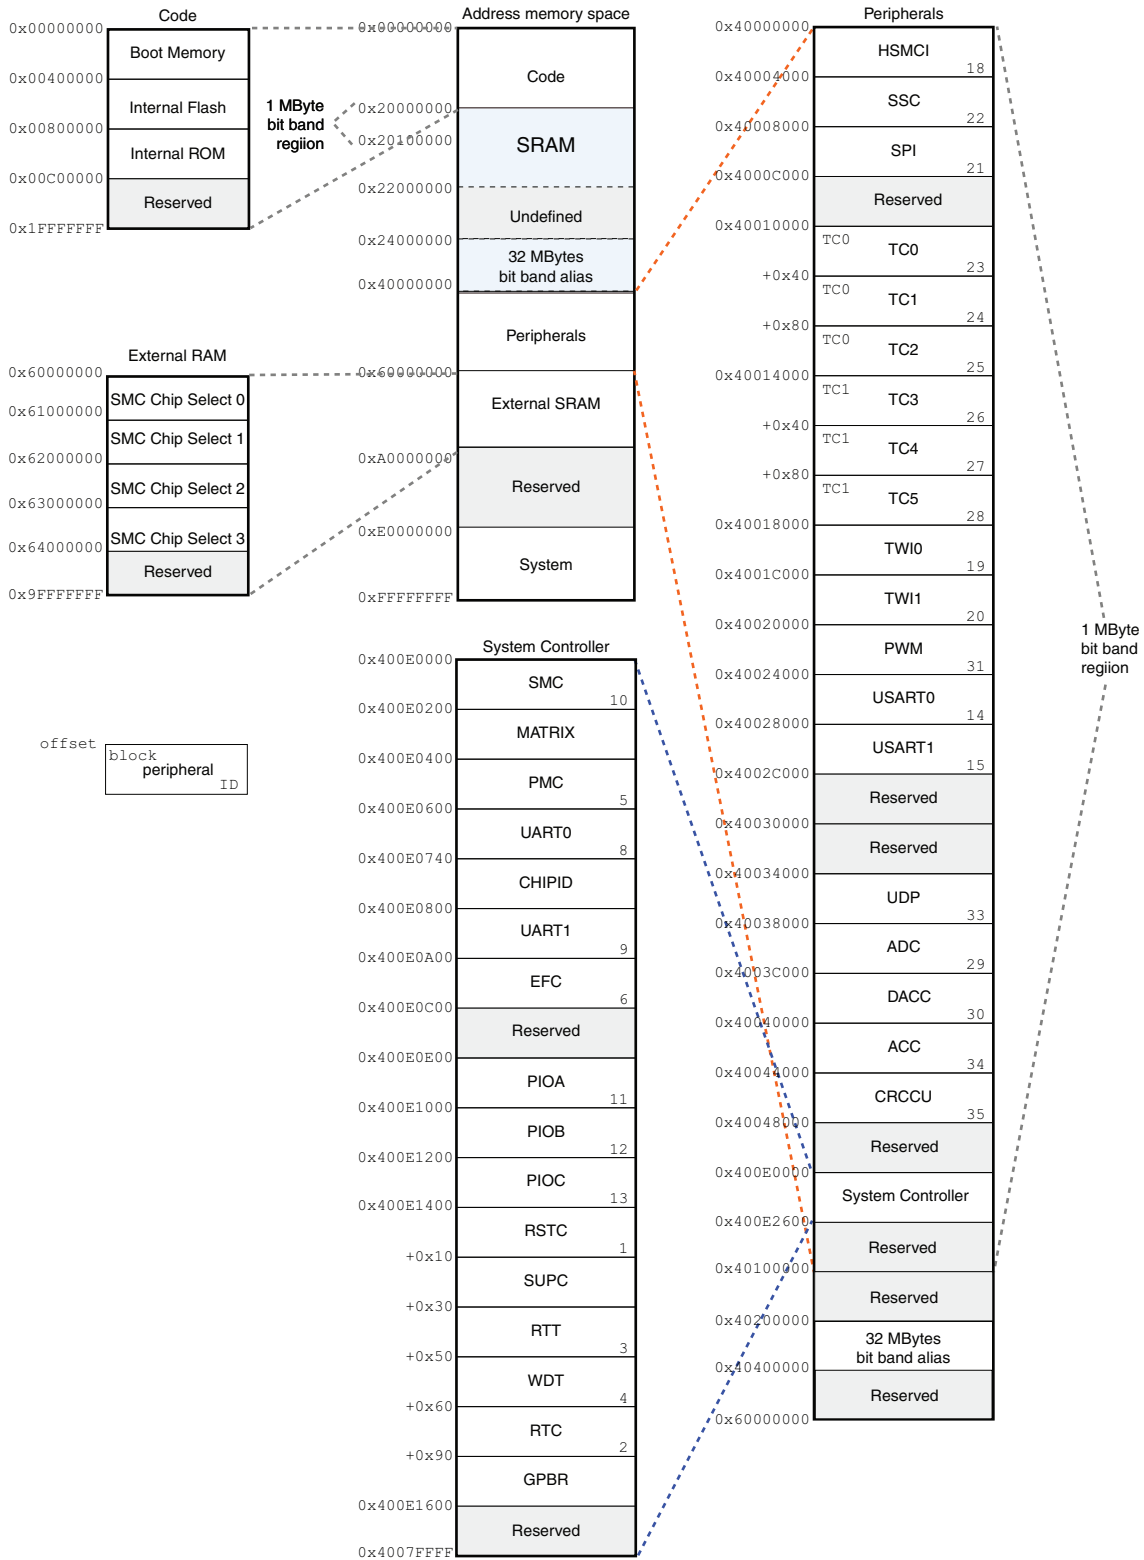 Code
0x00000000
Boot Memory
0x00400000
Internal Flash
0x00800000
Internal ROM
0x00C00000
Reserved
0x1FFFFFFF
1 MByte
bit band
regiion
External RAM
0x60000000
SMC Chip Select 0
0x61000000
SMC Chip Select 1
0x62000000
SMC Chip Select 2
0x63000000
SMC Chip Select 3
0x64000000
Reserved
0x9FFFFFFF
offset
block
peripheral
ID
Address memory space
0x00000000
Code
0x20000000
SRAM
0x20100000
0x22000000
Undefined
0x24000000
32 MBytes
bit band alias
0x40000000
Peripherals
0x60000000
External SRAM
0xA0000000
Reserved
0xE0000000
System
0xFFFFFFFF
System Controller
0x400E0000
SMC
10
0x400E0200
MATRIX
0x400E0400
PMC
5
0x400E0600
UART0
8
0x400E0740
CHIPID
0x400E0800
UART1
9
0x400E0A00
EFC
6
0x400E0C00
Reserved
0x400E0E00
PIOA
11
0x400E1000
PIOB
12
0x400E1200
PIOC
13
0x400E1400
RSTC
1
+0x10
SUPC
+0x30
RTT
3
+0x50
WDT
4
+0x60
RTC
2
+0x90
GPBR
0x400E1600
Reserved
0x4007FFFF
Peripherals
0x40000000
HSMCI
18
0x40004000
SSC
22
0x40008000
SPI
21
0x4000C000
Reserved
0x40010000
TC0
TC0
23
+0x40
TC0
TC1
24
+0x80
TC0
TC2
25
0x40014000
TC1
TC3
26
+0x40
TC1
TC4
27
+0x80
TC1
TC5
28
0x40018000
TWI0
19
0x4001C000
TWI1
20
0x40020000
PWM
31
0x40024000
USART0
14
0x40028000
USART1
15
0x4002C000
Reserved
0x40030000
Reserved
0x40034000
UDP
33
0x40038000
ADC
29
0x4003C000
DACC
30
0x40040000
ACC
34
0x40044000
CRCCU
35
0x40048000
Reserved
0x400E0000
System Controller
0x400E2600
Reserved
0x40100000
Reserved
0x40200000
32 MBytes
bit band alias
0x40400000
Reserved
0x60000000
1 MByte
bit band
regiion